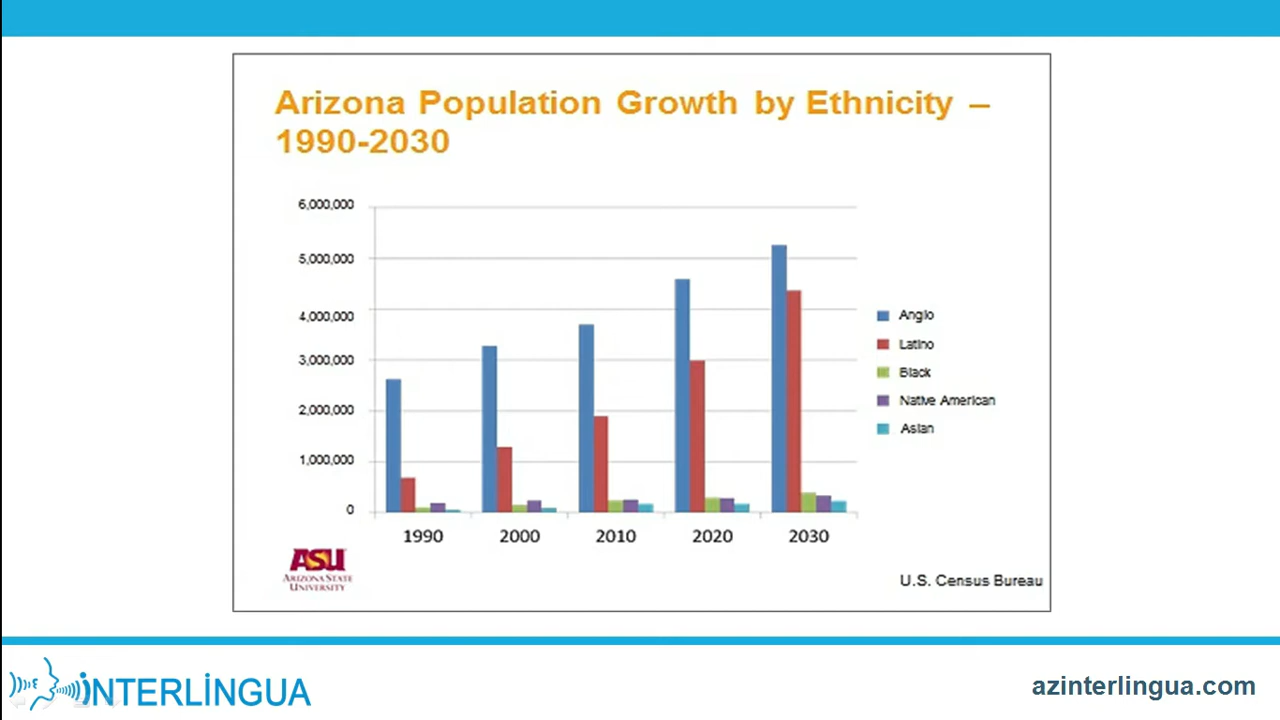 Arizona Population Growth by Ethnicity –
1990-2030
6,000,000
5,000,000
4,000,000
3,000,000
2,000,000
1,000,000
0
1990 2000 2010 2020 2030
Anglo
Latino
Black
Native American
Asian
ASU
ARIZONA STATE
UNIVERSITY
U.S. Census Bureau
İNTERLİNGUA
azinterlingua.com